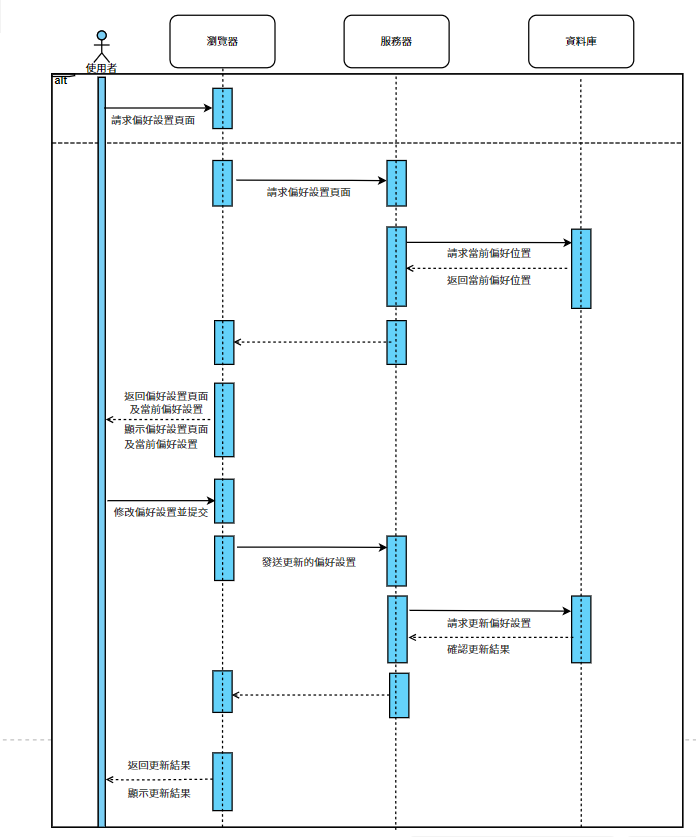 瀏覽器
服務器
資料庫
使用者
alt
請求偏好設置頁面
請求偏好設置頁面
請求當前偏好位置
返回當前偏好位置
返回偏好設置頁面
及當前偏好設置
顯示偏好設置頁面
及當前偏好設置
修改偏好設置並提交
發送更新的偏好設置
請求更新偏好設置
確認更新結果
返回更新結果
顯示更新結果